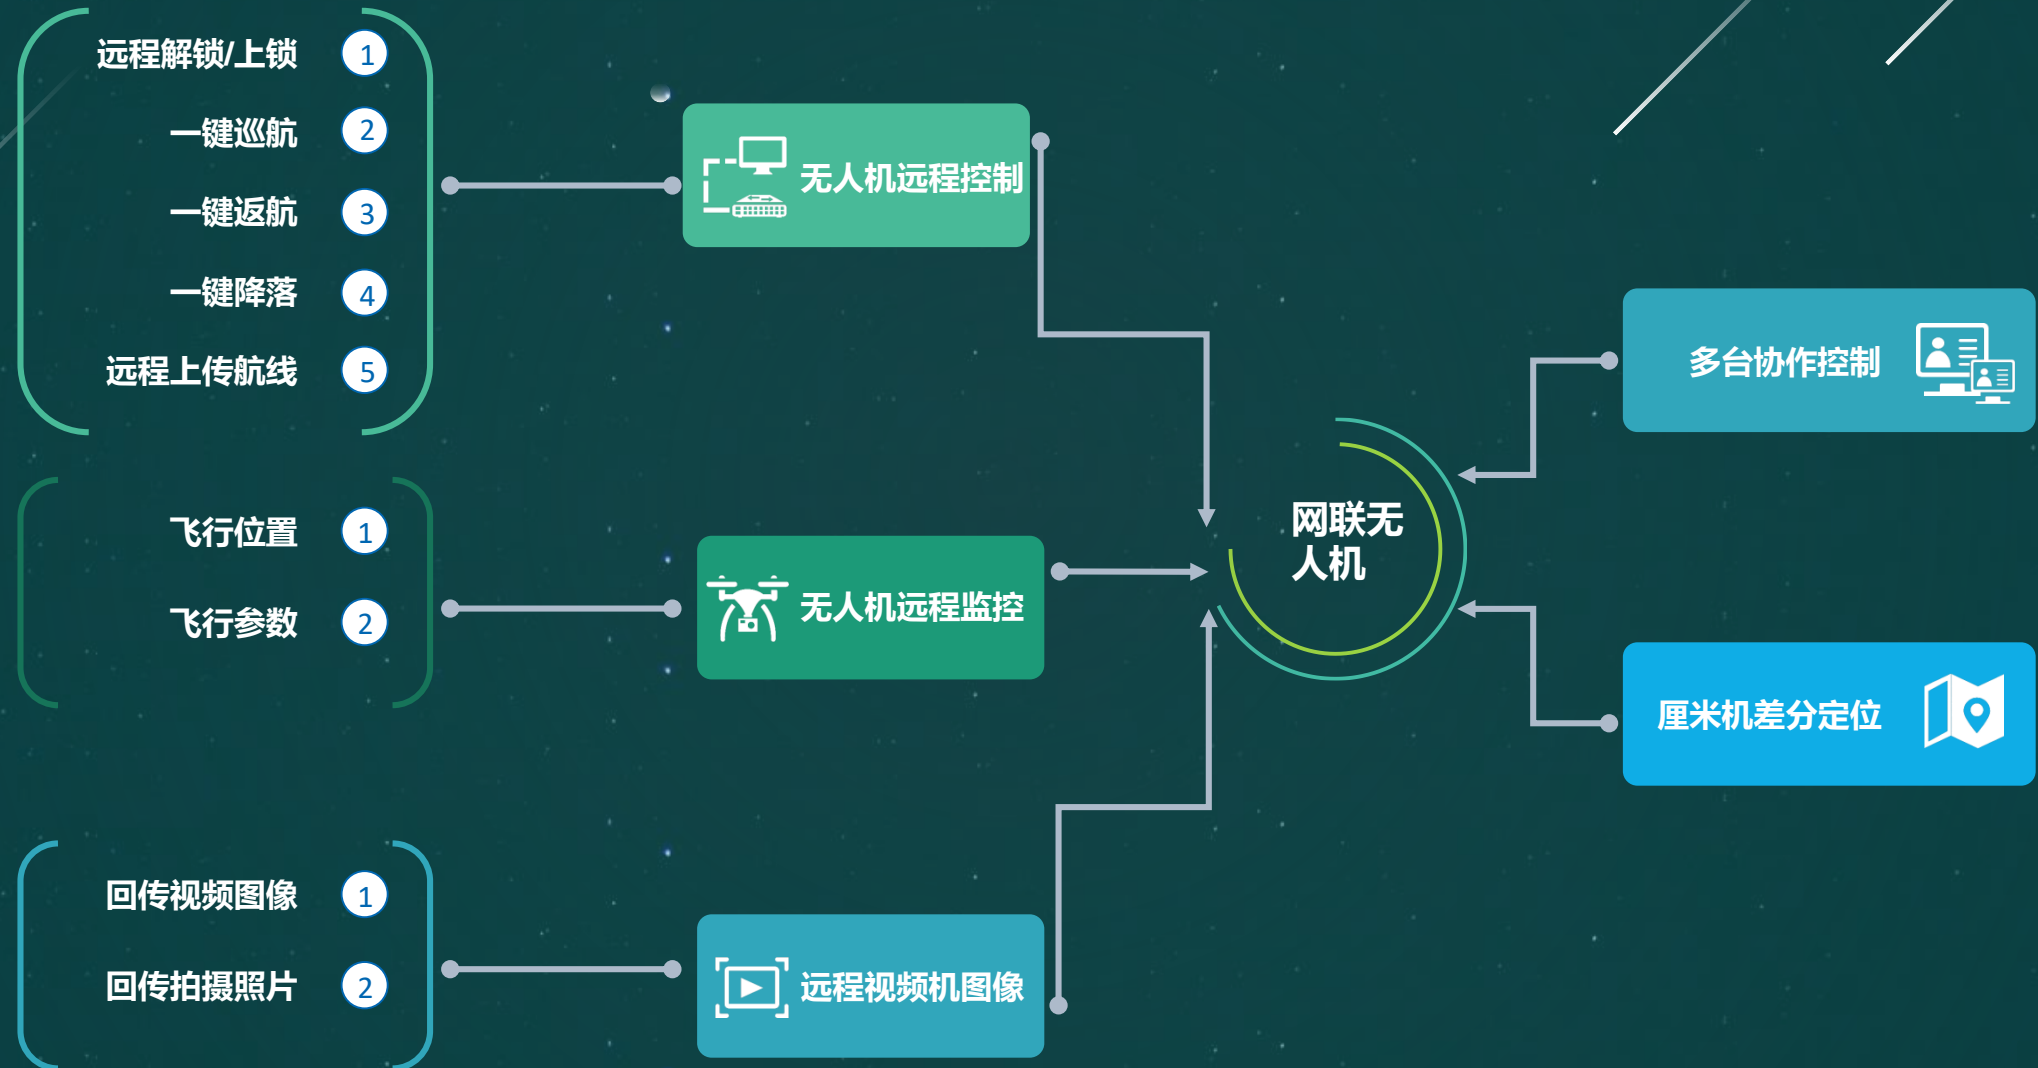 远程解锁/上锁 1
一键巡航 2
一键返航 3
一键降落 4
远程上传航线 5
无人机远程控制
飞行位置 1
飞行参数 2
无人机远程监控
回传视频图像 1
回传拍摄照片 2
远程视频机图像
网联无
人机
多台协作控制
厘米机差分定位